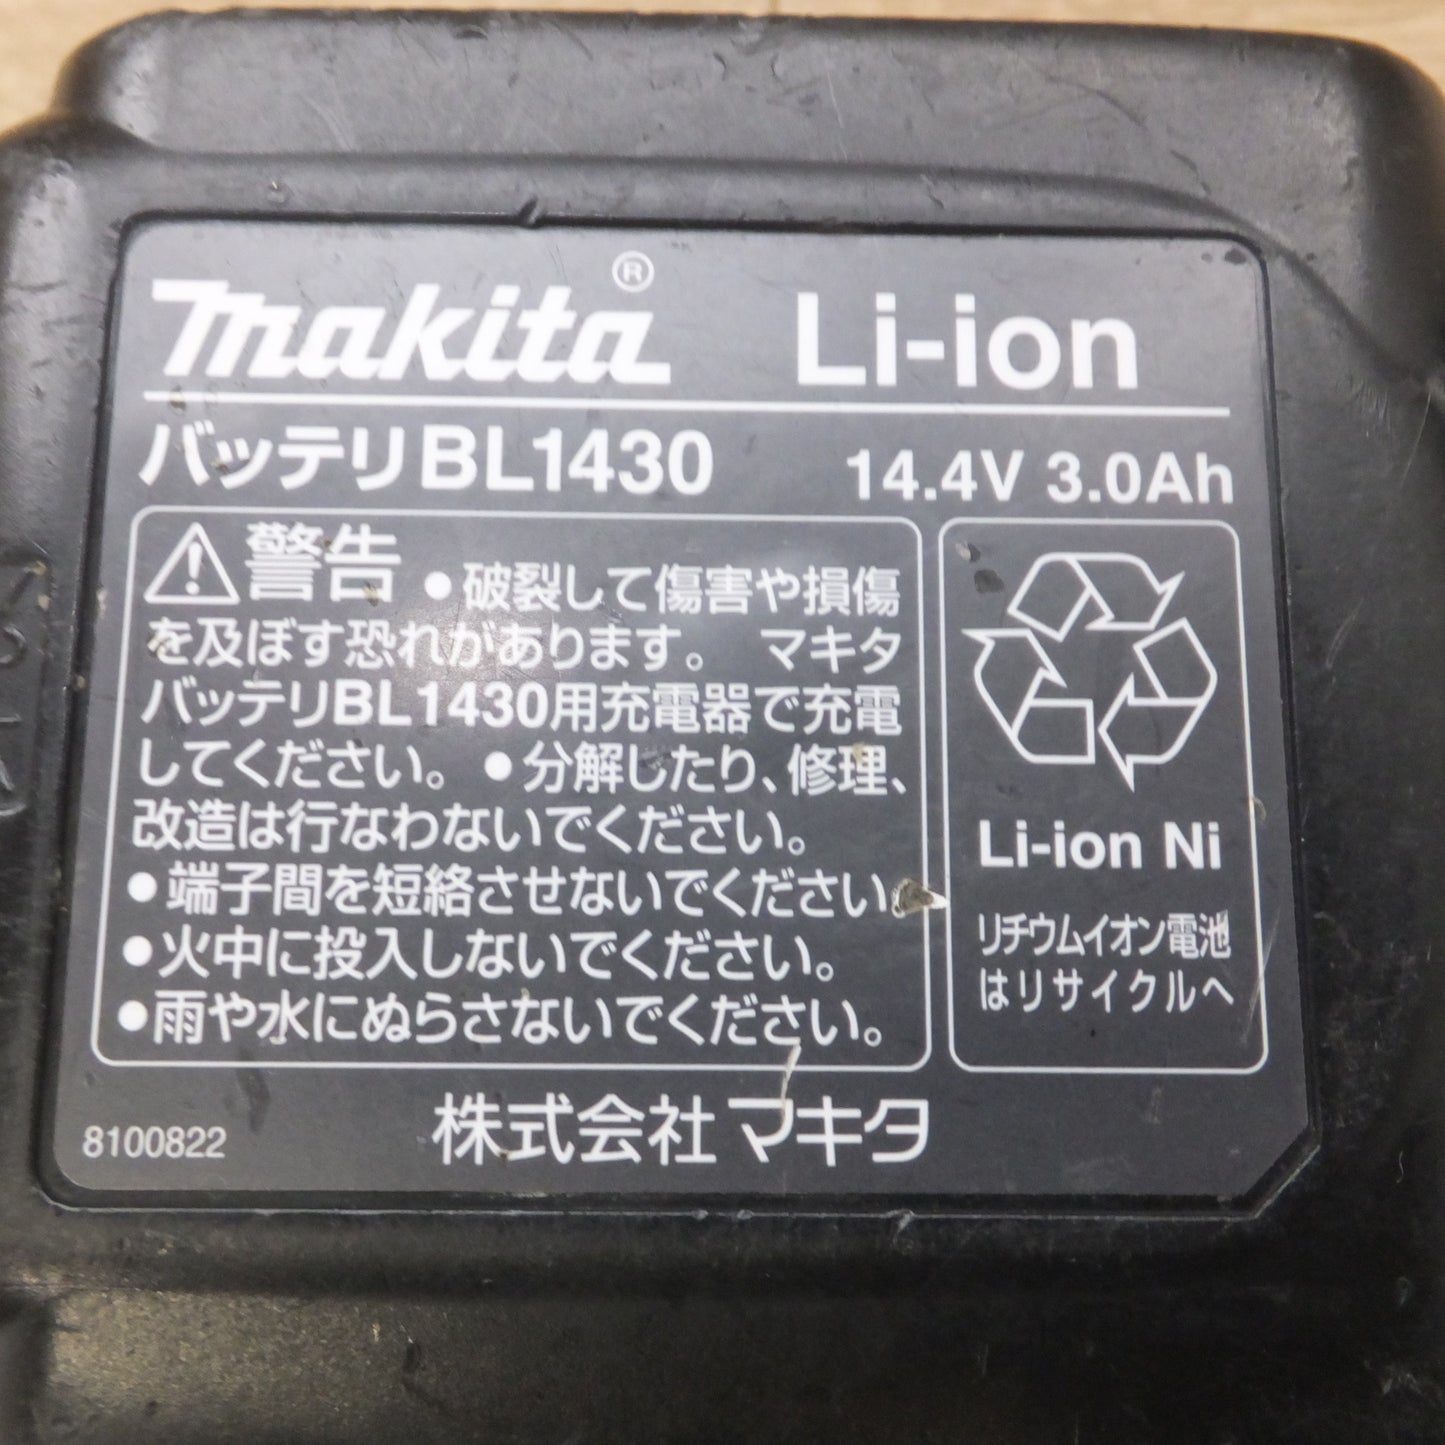 makita® Li-ion
バッテリBL1430 14.4V 3.0Ah
警告 ●破裂して傷害や損傷
を及ぼす恐れがあります。 マキタ
バッテリBL1430用充電器で充電
してください。 ●分解したり、修理、
改造は行なわないでください。
●端子間を短絡させないでください
●火中に投入しないでください。
●雨や水にぬらさないでください。
Li-ion Ni
リチウムイオン電池
はリサイクルへ
8100822 株式会社マキタ